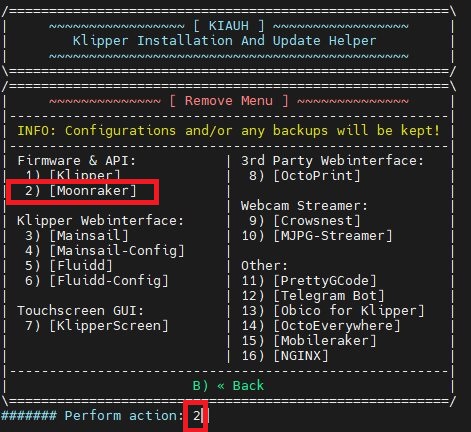 /=======================================================\
|     ~~~~~~~~~~~~~~~~~ [ KIAUH ] ~~~~~~~~~~~~~~~~~     |
|        Klipper Installation And Update Helper         |
|     ~~~~~~~~~~~~~~~~~~~~~~~~~~~~~~~~~~~~~~~~~~~~~     |
\=======================================================/
/=======================================================\
|     ~~~~~~~~~~~~~~ [ Remove Menu ] ~~~~~~~~~~~~~~     |
|-------------------------------------------------------|
| INFO: Configurations and/or any backups will be kept! |
|-------------------------------------------------------|
| Firmware & API:           | 3rd Party Webinterface:   |
|  1) [Klipper]             |  8) [OctoPrint]           |
|  2) [Moonraker]           |                           |
|                           | Webcam Streamer:          |
| Klipper Webinterface:     |  9) [Crowsnest]           |
|  3) [Mainsail]            | 10) [MJPG-Streamer]       |
|  4) [Mainsail-Config]     |                           |
|  5) [Fluidd]              | Other:                    |
|  6) [Fluidd-Config]       | 11) [PrettyGCode]         |
|                           | 12) [Telegram Bot]        |
| Touchscreen GUI:          | 13) [Obico for Klipper]   |
|  7) [KlipperScreen]       | 14) [OctoEverywhere]      |
|                           | 15) [Mobileraker]         |
|                           | 16) [NGINX]               |
|-------------------------------------------------------|
|                       B) « Back                       |
\=======================================================/
####### Perform action: 2